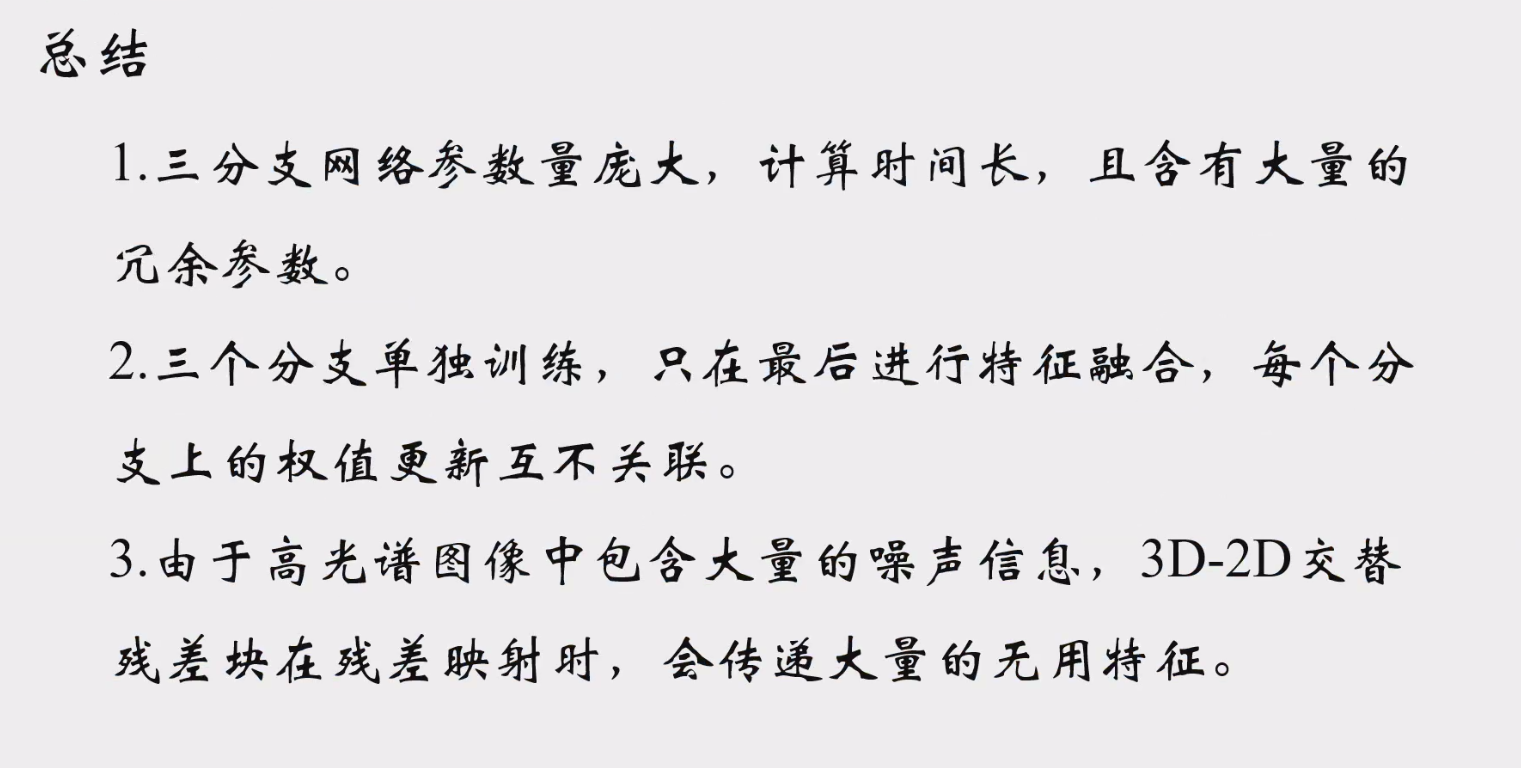 总结
1.三分支网络参数量庞大，计算时间长，且含有大量的
冗余参数。
2.三个分支单独训练，只在最后进行特征融合，每个分
支上的权值更新互不关联。
3.由于高光谱图像中包含大量的噪声信息，3D-2D交替
残差块在残差映射时，会传递大量的无用特征。